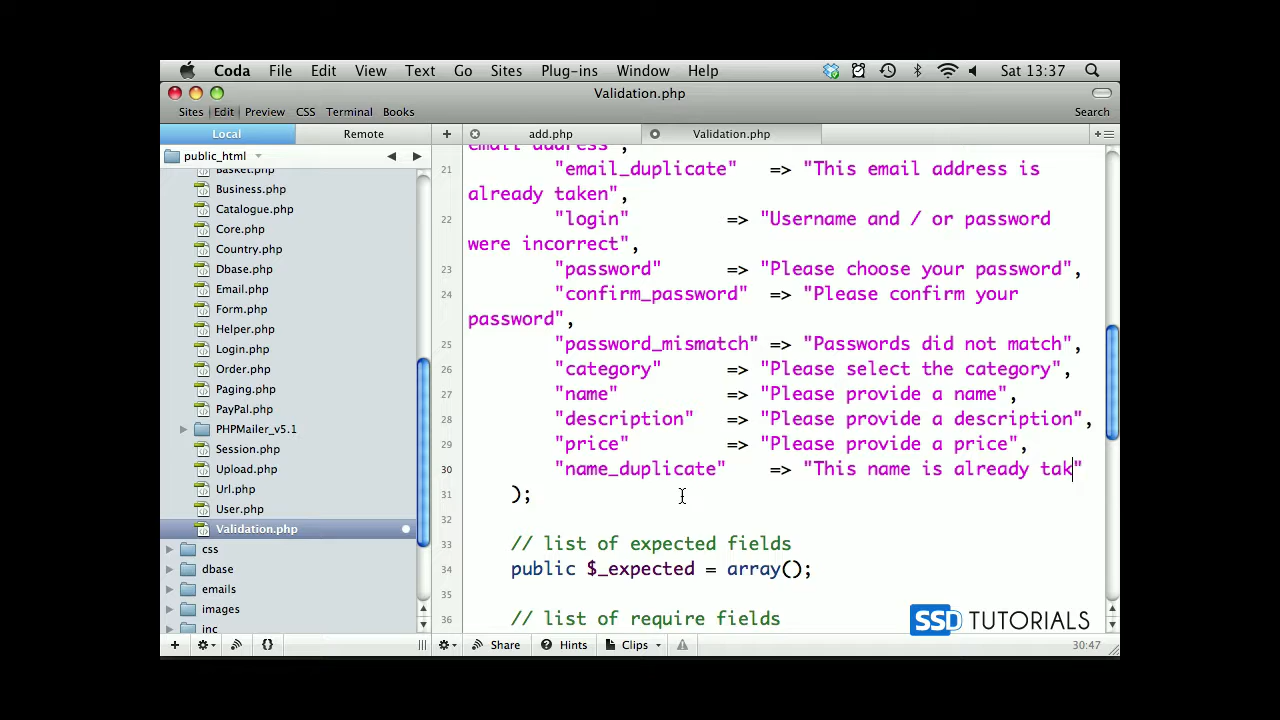 Coda File Edit View Text Go Sites Plug-ins Window Help Sat 13:37
Validation.php
Sites Edit Preview CSS Terminal Books Search
Local Remote + add.php Validation.php
public_html
Basket.php
Business.php
Catalogue.php
Core.php
Country.php
Dbase.php
Email.php
Form.php
Helper.php
Login.php
Order.php
Paging.php
PayPal.php
PHPMailer_v5.1
Session.php
Upload.php
Url.php
User.php
Validation.php
css
dbase
emails
images
inc
email address",
21 "email_duplicate" => "This email address is
already taken",
22 "login" => "Username and / or password
were incorrect",
23 "password" => "Please choose your password",
24 "confirm_password" => "Please confirm your
password",
25 "password_mismatch" => "Passwords did not match",
26 "category" => "Please select the category",
27 "name" => "Please provide a name",
28 "description" => "Please provide a description",
29 "price" => "Please provide a price",
30 "name_duplicate" => "This name is already tak"
31 );
32
33 // list of expected fields
34 public $_expected = array();
35
36 // list of require fields
SSD TUTORIALS
+ {} Share Hints Clips 30:47